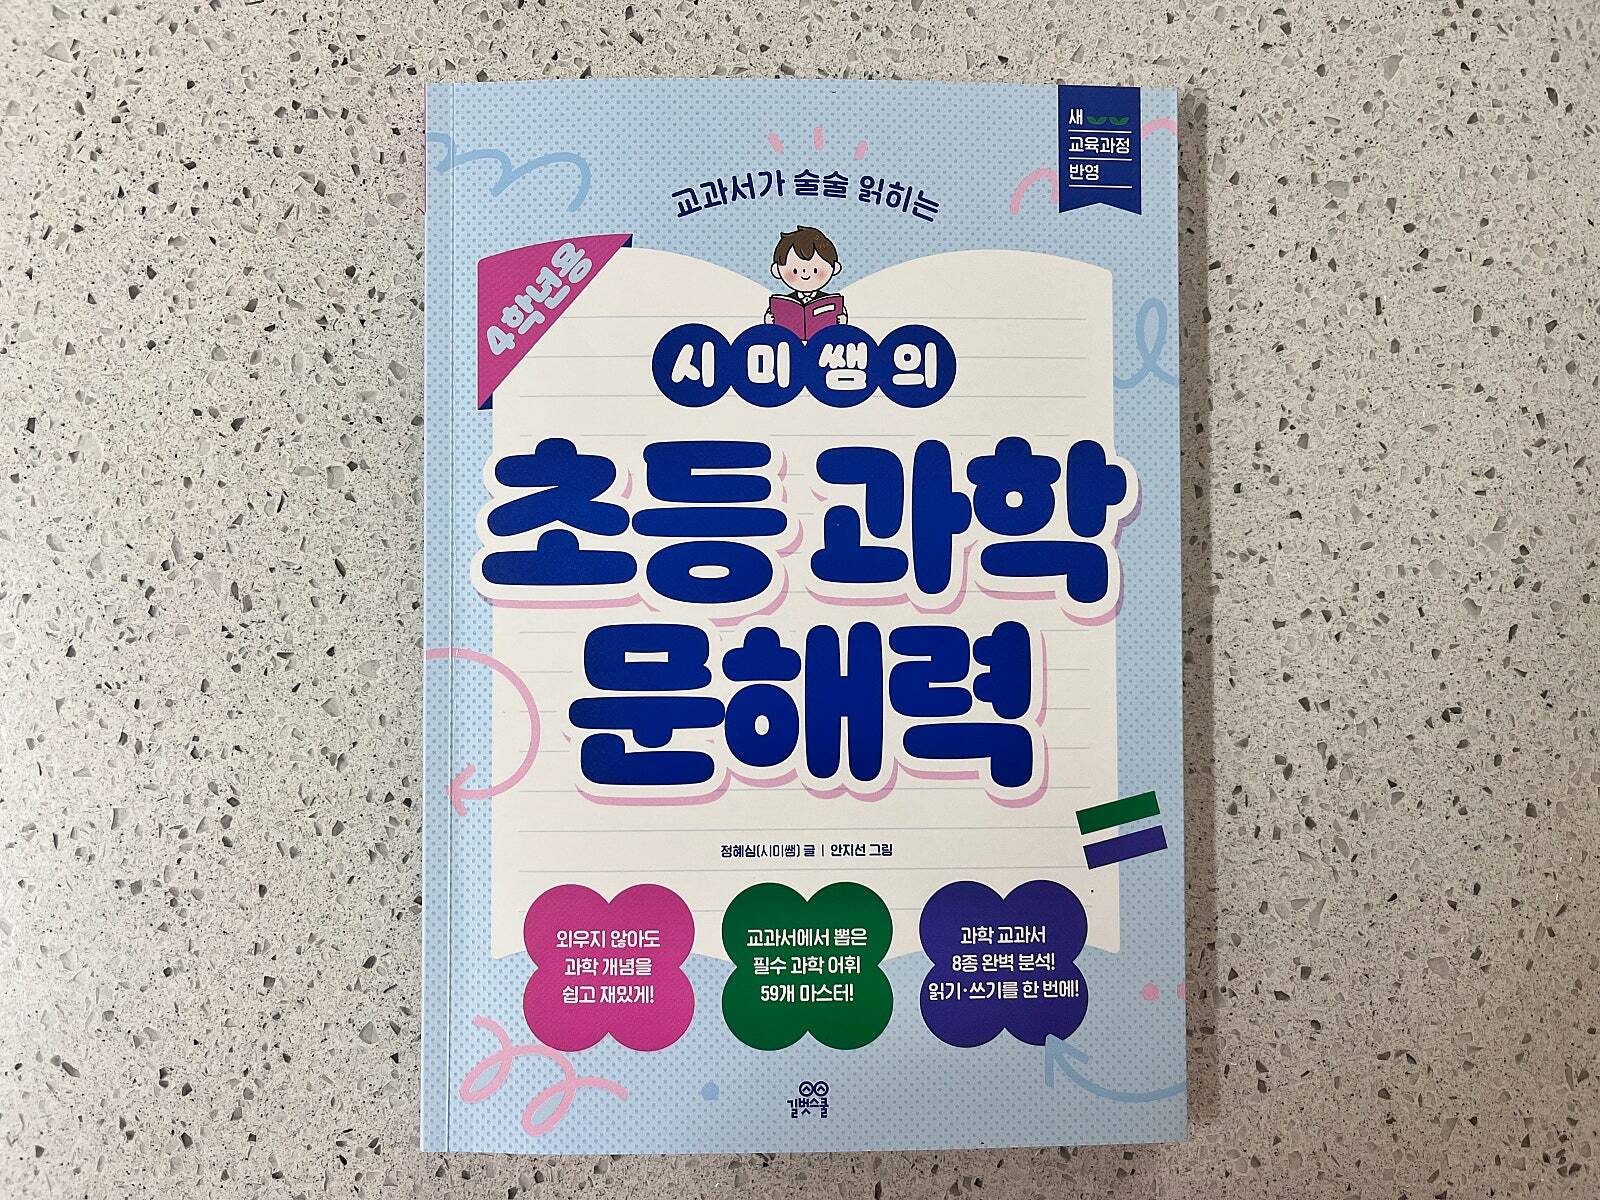 새
교육과정
반영
교과서가 술술 읽히는
4학년용
시미쌤의
초등 과학
문해력
정혜심(시미쌤) 글 | 안지선 그림
외우지 않아도
과학 개념을
쉽고 재밌게!
교과서에서 뽑은
필수 과학 어휘
59개 마스터!
과학 교과서
8종 완벽 분석!
읽기·쓰기를 한 번에!
길벗스쿨